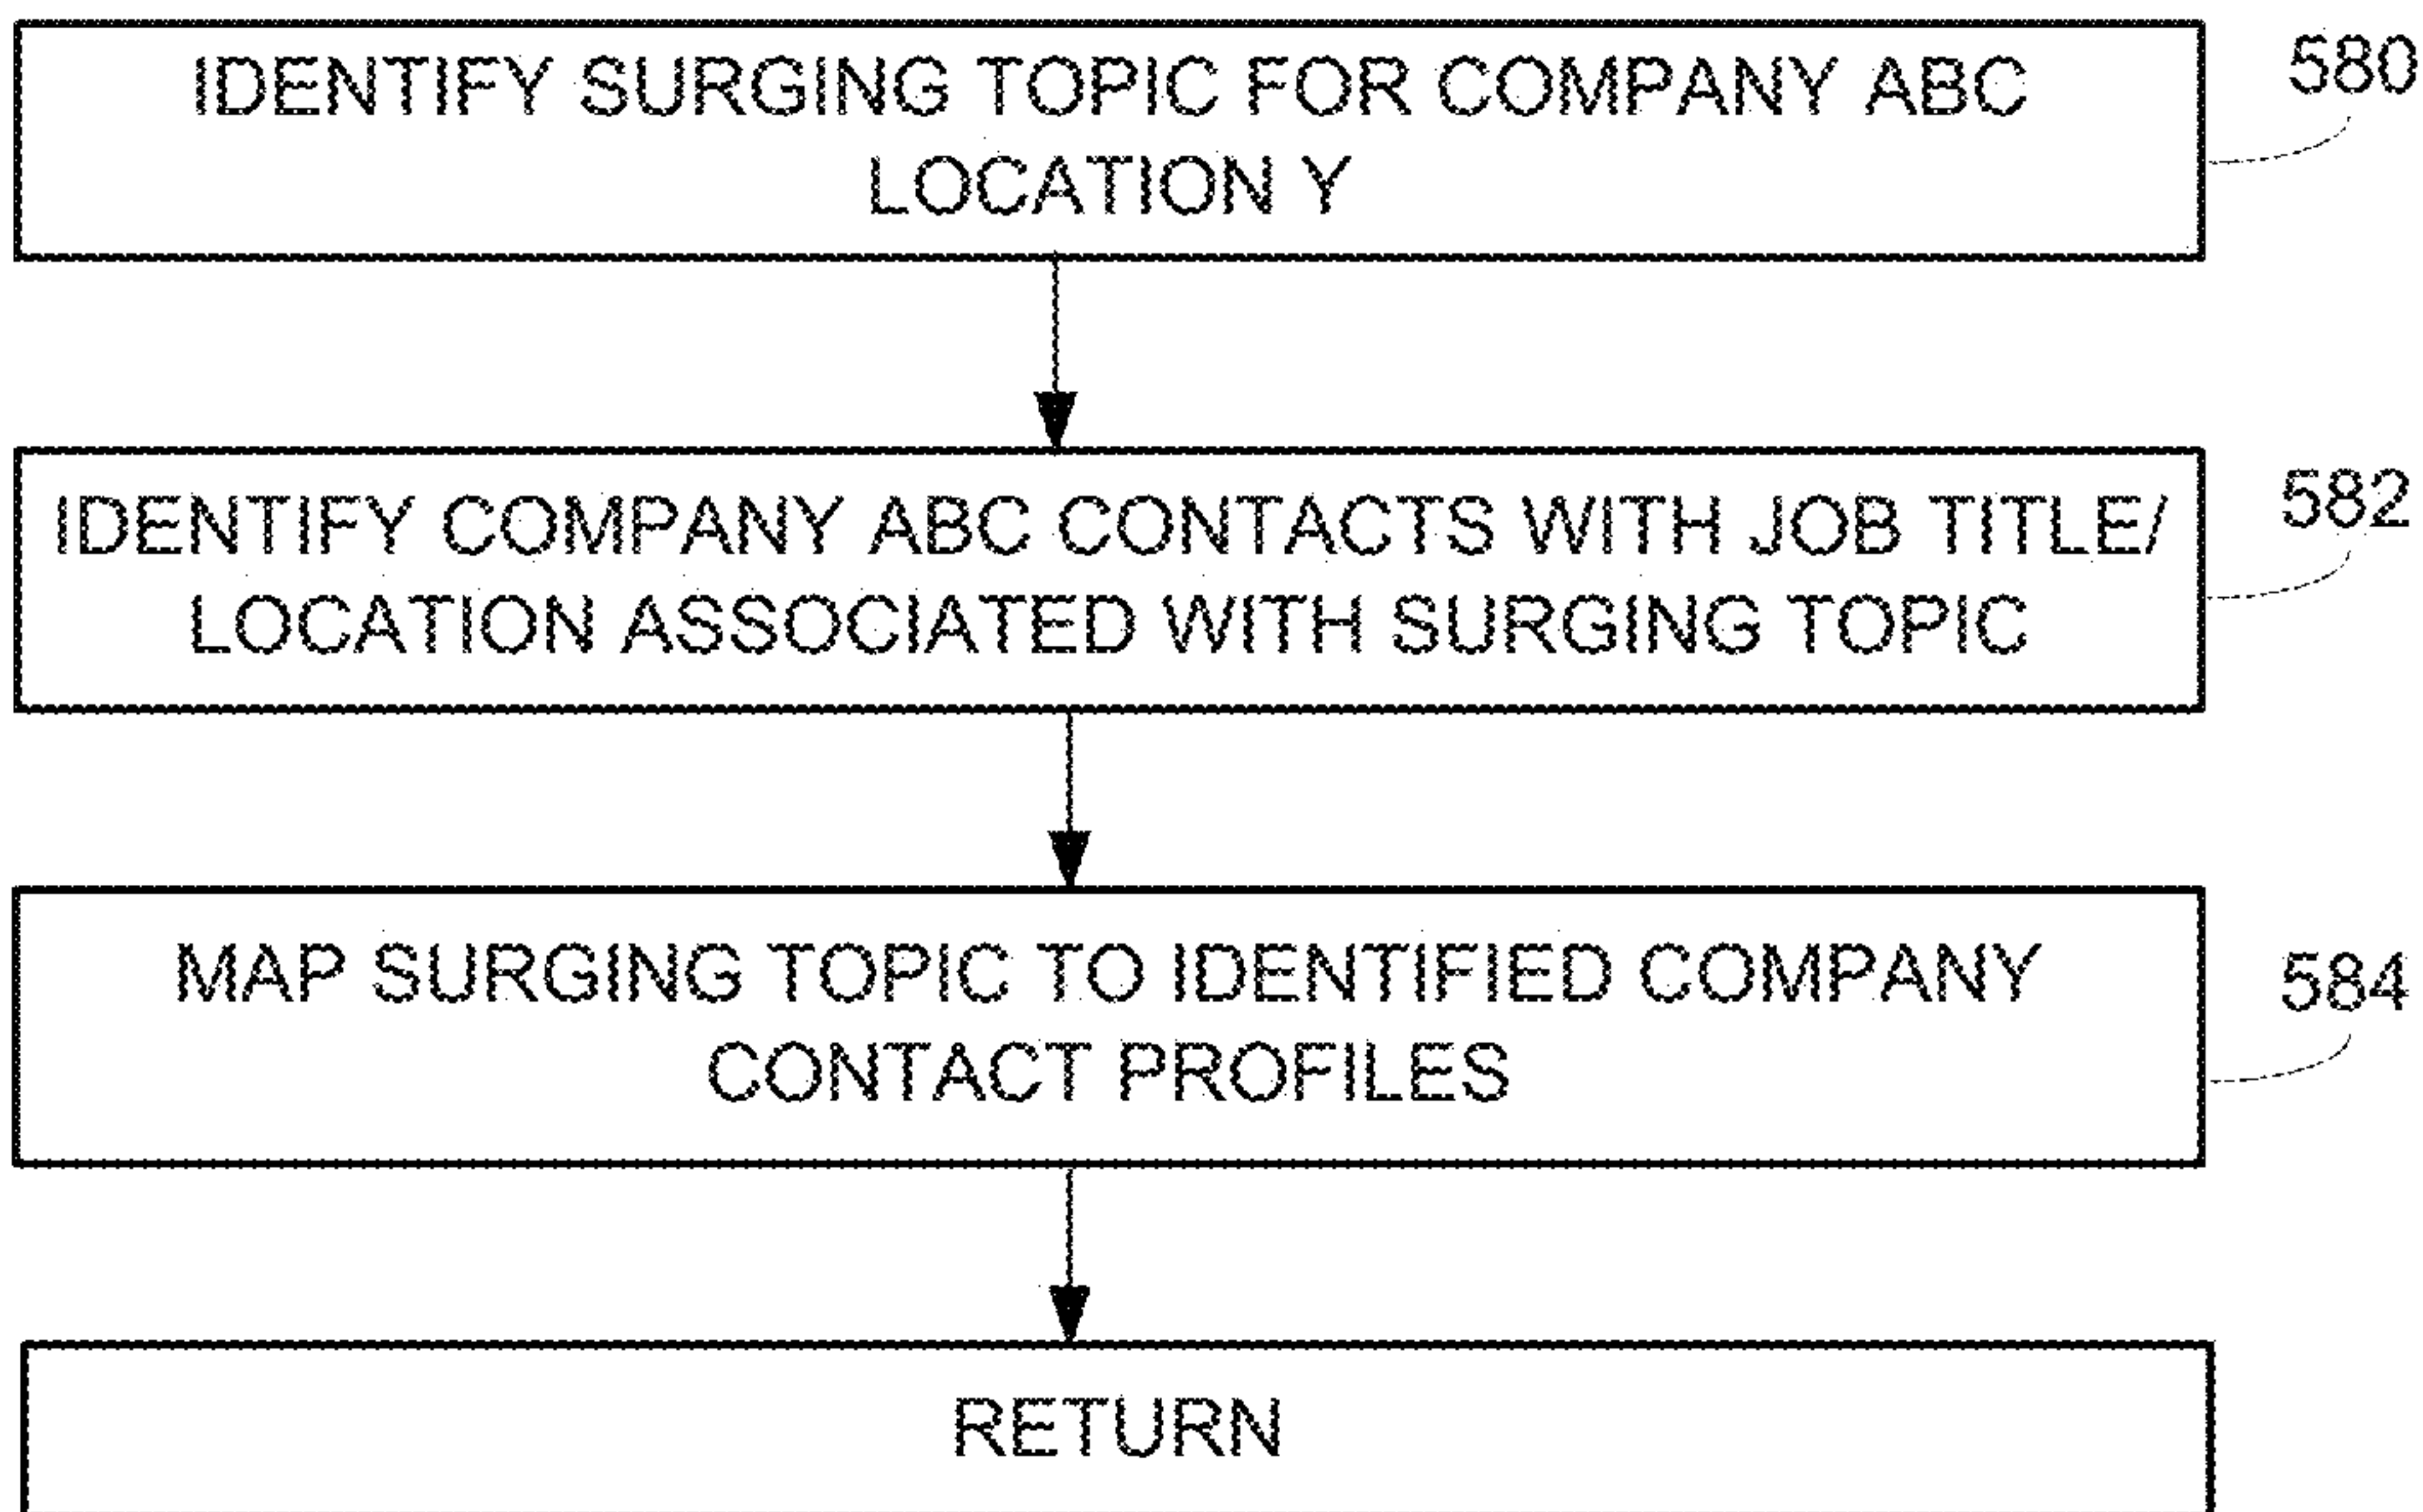 IDENTIFY SURGING TOPIC FOR COMPANY ABC
LOCATION Y
580
IDENTIFY COMPANY ABC CONTACTS WITH JOB TITLE/
LOCATION ASSOCIATED WITH SURGING TOPIC
582
MAP SURGING TOPIC TO IDENTIFIED COMPANY
CONTACT PROFILES
584
RETURN